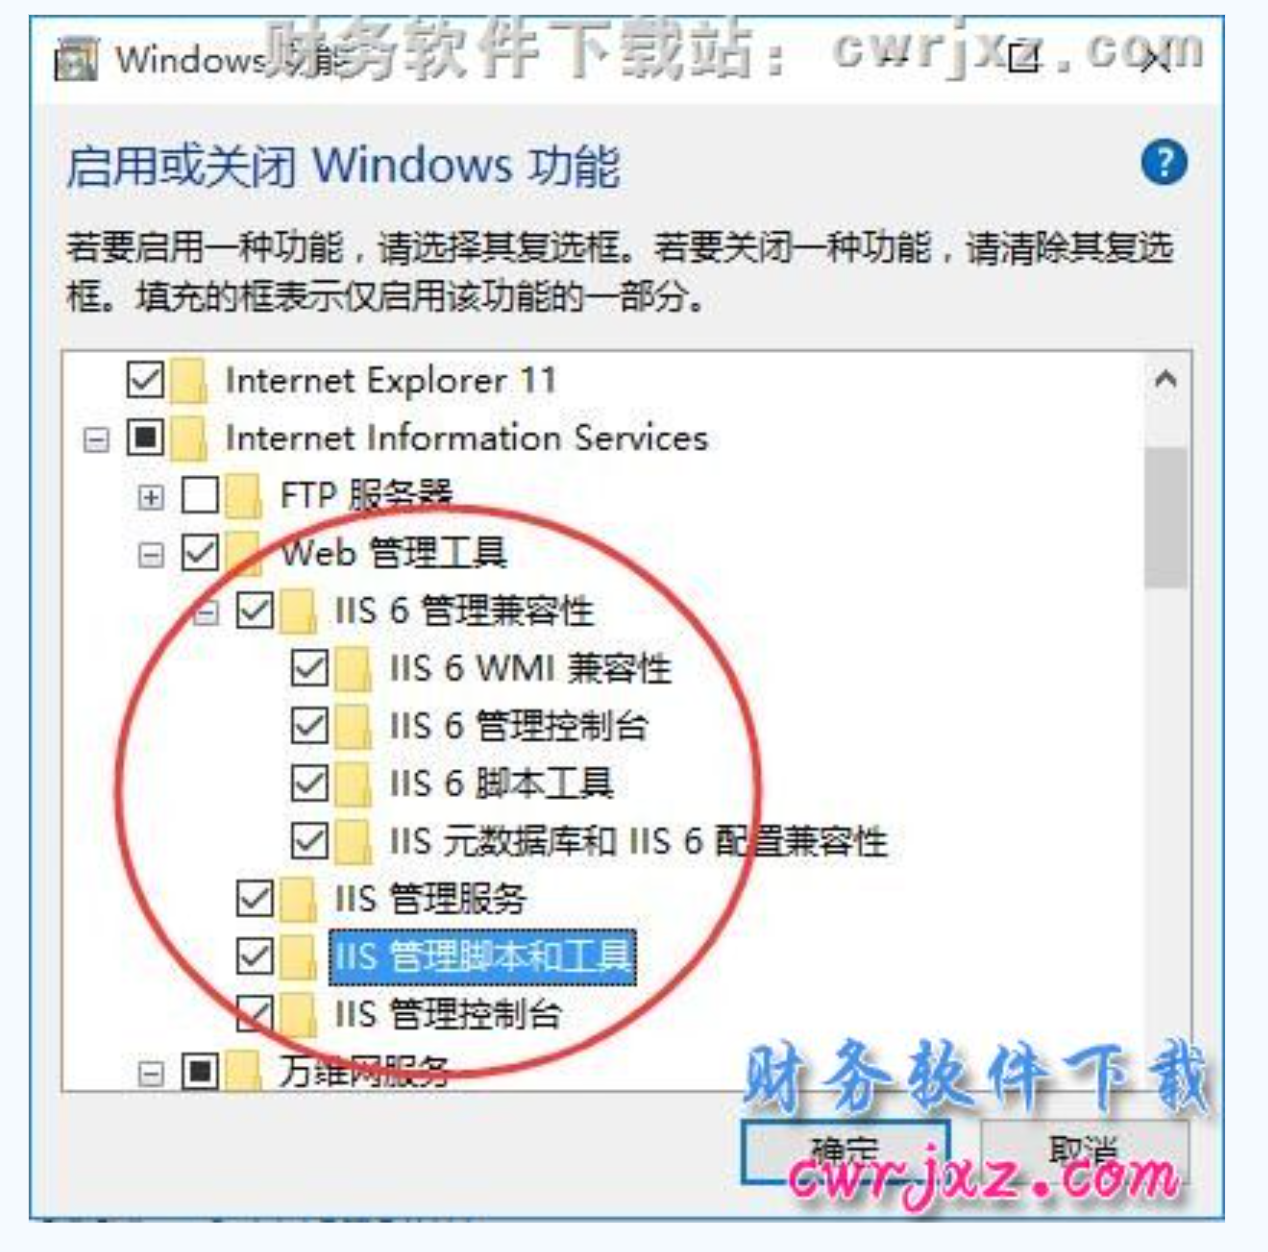 财务软件下载站：cwrjxz.com
Windows 功能
启用或关闭 Windows 功能
若要启用一种功能，请选择其复选框。若要关闭一种功能，请清除其复选
框。填充的框表示仅启用该功能的一部分。
Internet Explorer 11
Internet Information Services
FTP 服务器
Web 管理工具
IIS 6 管理兼容性
IIS 6 WMI 兼容性
IIS 6 管理控制台
IIS 6 脚本工具
IIS 元数据库和 IIS 6 配置兼容性
IIS 管理服务
IIS 管理脚本和工具
IIS 管理控制台
万维网服务
财务软件下载
确定
取消
cwrjxz.com